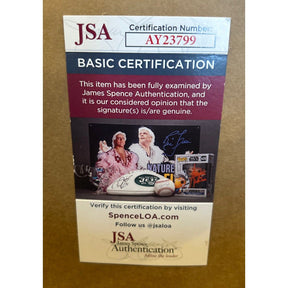 JSA
Certification Number
AY23799
BASIC CERTIFICATION
This item has been fully examined by
James Spence Authentication, and
it is our considered opinion that the
signature(s) is/are genuine.
Verify this certification by visiting
SpenceLOA.com
Follow us @jsaloa
JSA
James Spence
Authentication